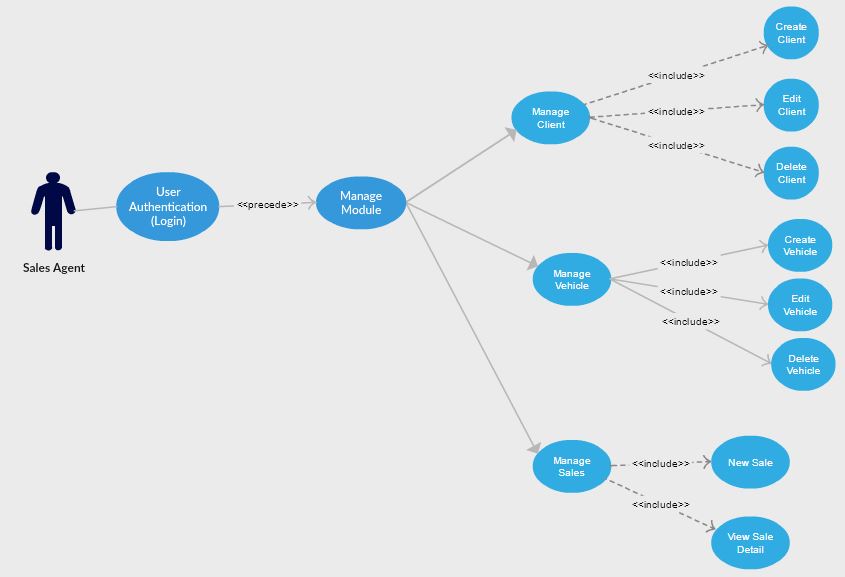 Create
Client
<<include>>
Edit
Client
Manage
Client
<<include>>
<<include>>
Delete
Client
User
Authentication
(Login)
<<precede>>
Manage
Module
Sales Agent
Create
Vehicle
<<include>>
Manage
Vehicle
<<include>>
Edit
Vehicle
<<include>>
Delete
Vehicle
Manage
Sales
<<include>>
New Sale
<<include>>
View Sale
Detail